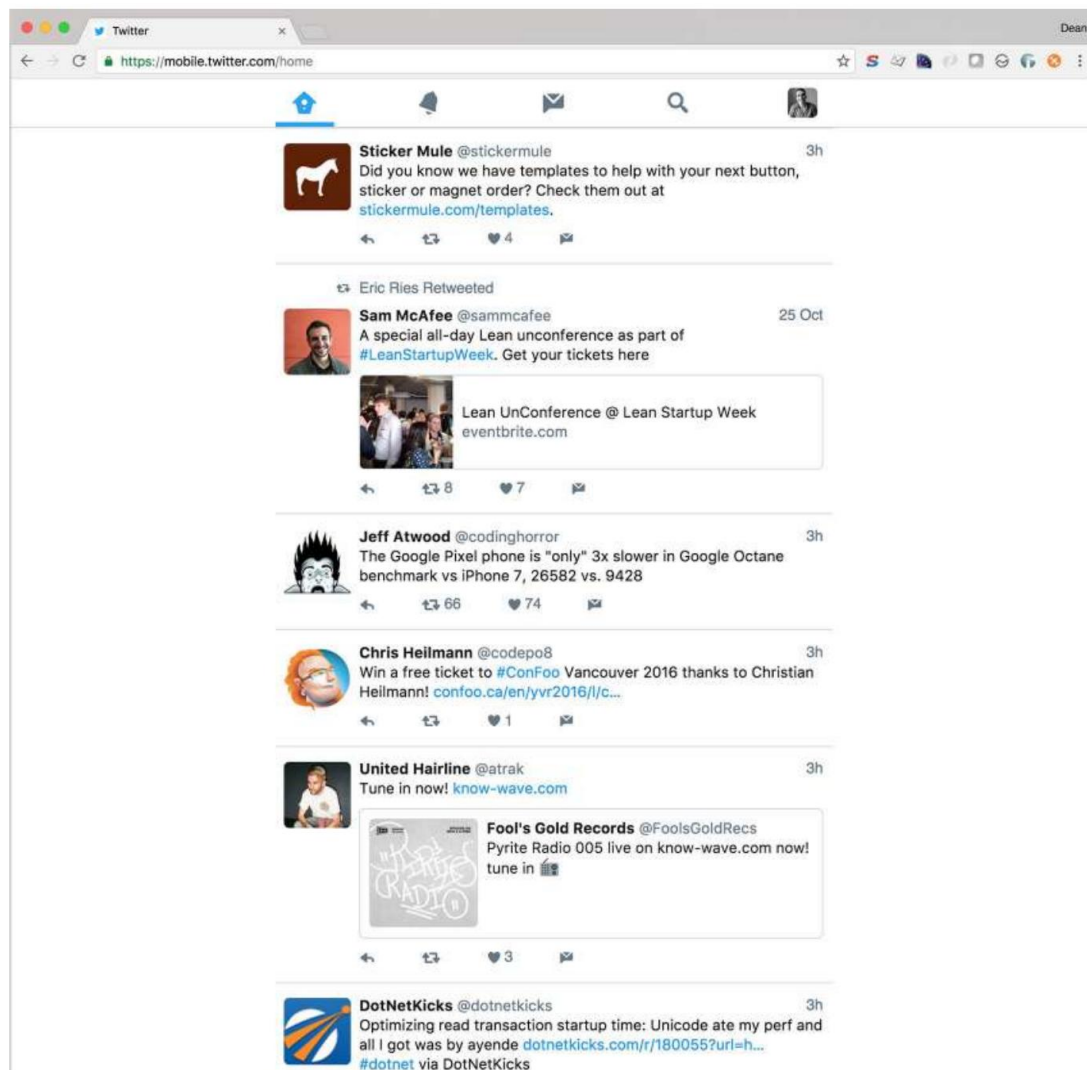 Twitter
Dean
https://mobile.twitter.com/home
Sticker Mule @stickermule 3h
Did you know we have templates to help with your next button,
sticker or magnet order? Check them out at
stickermule.com/templates.
4
Eric Ries Retweeted
Sam McAfee @sammcafee 25 Oct
A special all-day Lean unconference as part of
#LeanStartupWeek. Get your tickets here
Lean UnConference @ Lean Startup Week
eventbrite.com
8 7
Jeff Atwood @codinghorror 3h
The Google Pixel phone is "only" 3x slower in Google Octane
benchmark vs iPhone 7, 26582 vs. 9428
66 74
Chris Heilmann @codepo8 3h
Win a free ticket to #ConFoo Vancouver 2016 thanks to Christian
Heilmann! confoo.ca/en/yvr2016/l/c...
1
United Hairline @atrak 3h
Tune in now! know-wave.com
Fool's Gold Records @FoolsGoldRecs
Pyrite Radio 005 live on know-wave.com now!
tune in
3
DotNetKicks @dotnetkicks 3h
Optimizing read transaction startup time: Unicode ate my perf and
all I got was by ayende dotnetkicks.com/r/180055?url=h...
#dotnet via DotNetKicks